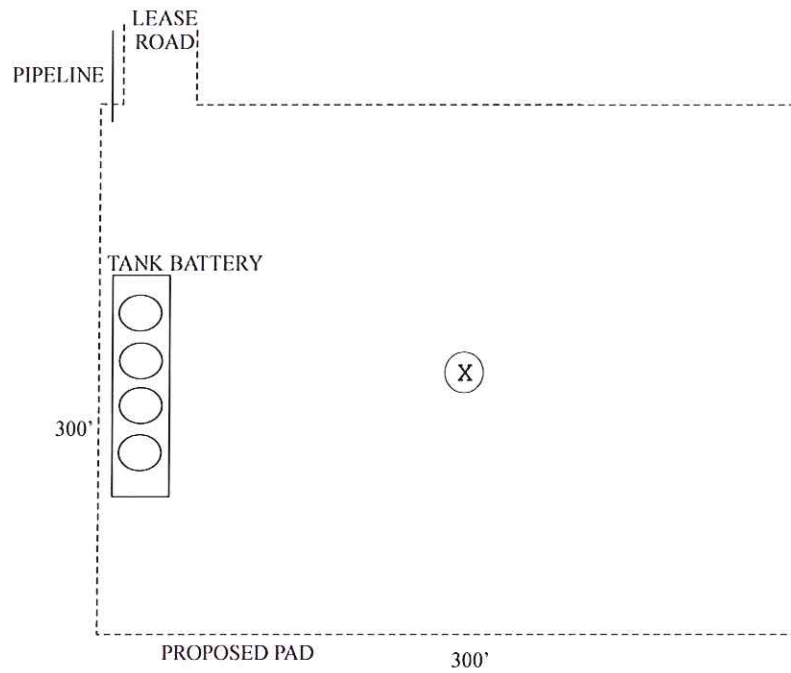 LEASE
ROAD
PIPELINE
TANK BATTERY
X
300'
PROPOSED PAD
300'